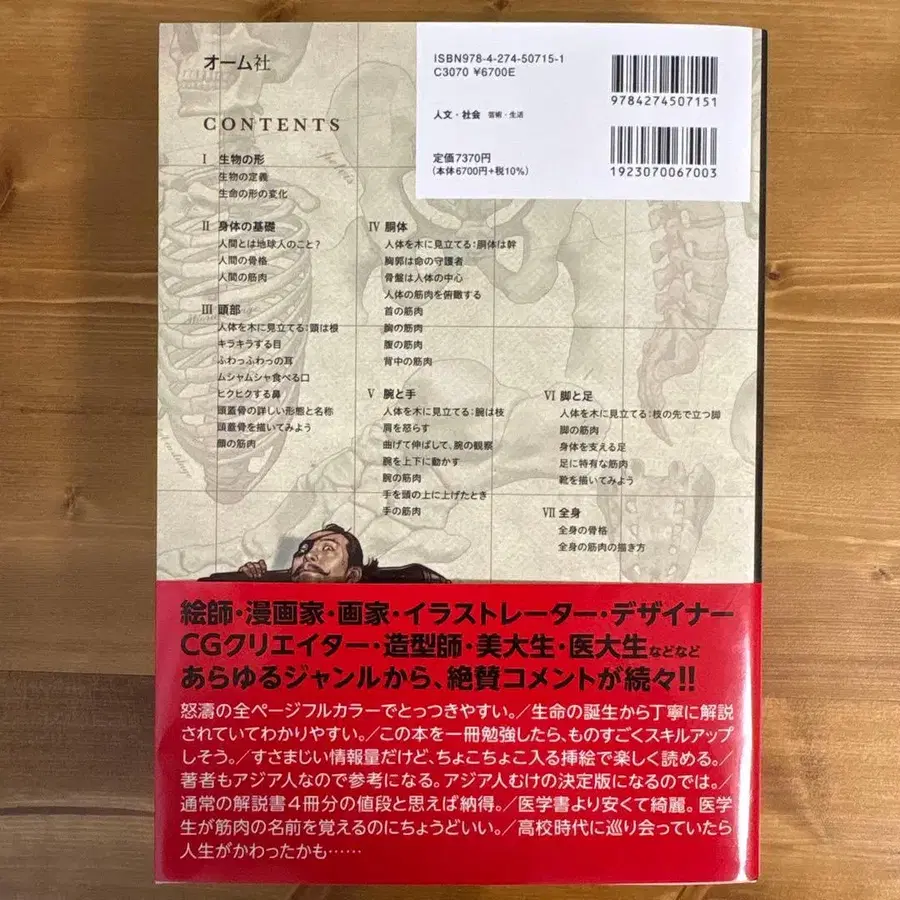 オーム社
ISBN978-4-274-50715-1
C3070 ¥6700E
9784274507151
人文・社会 芸術・生活
定価7370円
(本体6700円+税10%)
1923070067003
CONTENTS
I 生物の形
生物の定義
生命の形の変化
II 身体の基礎
人間とは地球人のこと?
人間の骨格
人間の筋肉
III 頭部
人体を木に見立てる:頭は根
キラキラする目
ふわっふわっの耳
ムシャムシャ食べる口
ヒクヒクする鼻
頭蓋骨の詳しい形態と名称
頭蓋骨を描いてみよう
顔の筋肉
IV 胴体
人体を木に見立てる:胴体は幹
胸郭は命の守護者
骨盤は人体の中心
人体の筋肉を俯瞰する
首の筋肉
胸の筋肉
腹の筋肉
背中の筋肉
V 腕と手
人体を木に見立てる:腕は枝
肩を怒らす
曲げて伸ばして、腕の観察
腕を上下に動かす
腕の筋肉
手を頭の上に上げたとき
手の筋肉
VI 脚と足
人体を木に見立てる:枝の先で立つ脚
脚の筋肉
身体を支える足
足に特有な筋肉
靴を描いてみよう
VII 全身
全身の骨格
全身の筋肉の描き方
絵師・漫画家・画家・イラストレーター・デザイナー
CGクリエイター・造型師・美大生・医大生などなど
あらゆるジャンルから、絶賛コメントが続々!!
怒濤の全ページフルカラーでとっつきやすい。/生命の誕生から丁寧に解説
されていてわかりやすい。/この本を一冊勉強したら、ものすごくスキルアップ
しそう。/すさまじい情報量だけど、ちょこちょこ入る挿絵で楽しく読める。/
著者もアジア人なので参考になる。アジア人むけの決定版になるのでは。/
通常の解説書4冊分の値段と思えば納得。/医学書より安くて綺麗。医学
生が筋肉の名前を覚えるのにちょうどいい。/高校時代に巡り会っていたら
人生がかわったかも……